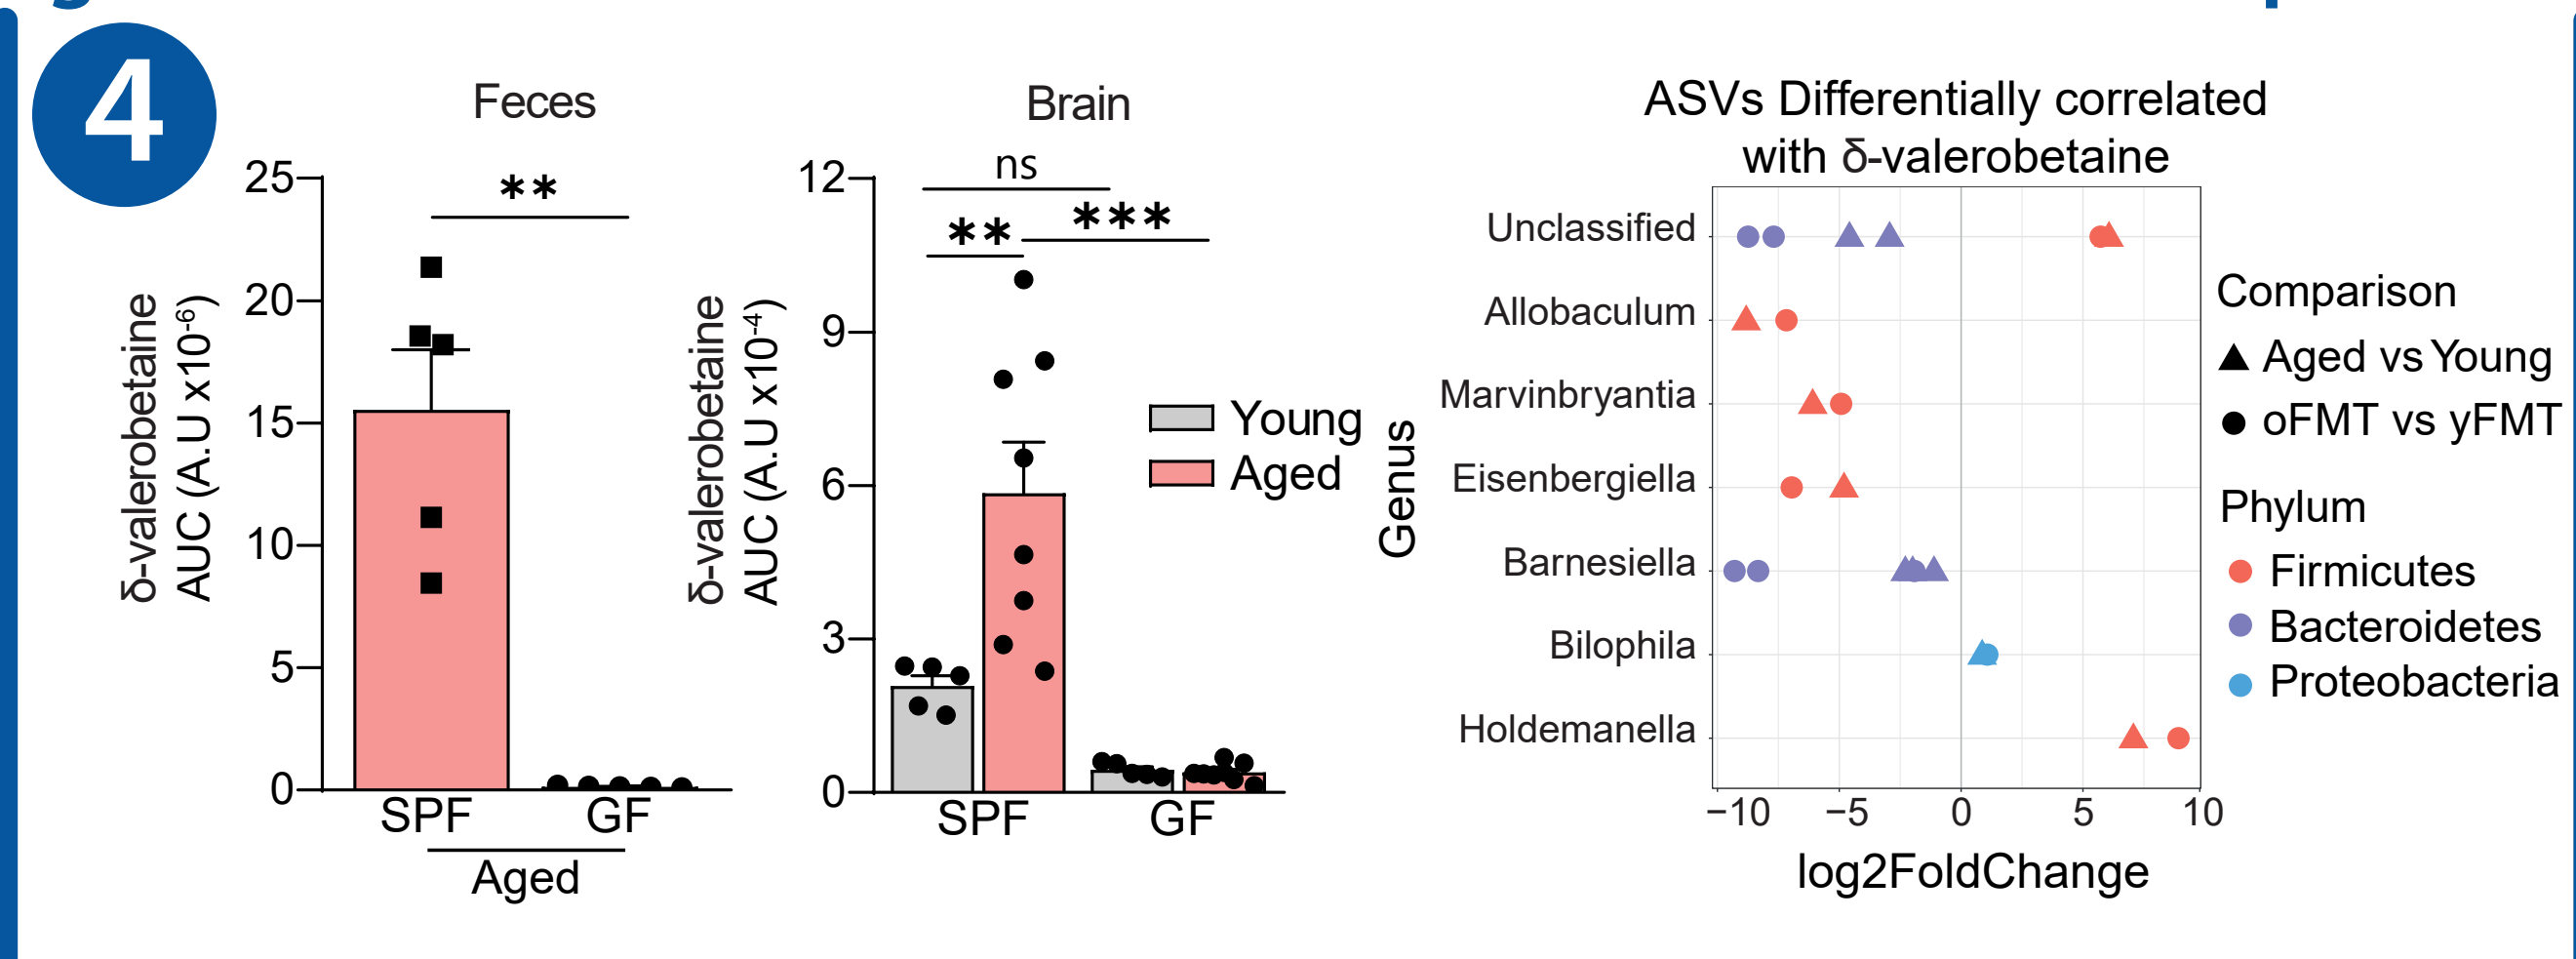 4
Feces
δ-valerobetaine
AUC (A.U x10-6)
25
20
15
10
5
0
**
SPF
GF
Aged
Brain
δ-valerobetaine
AUC (A.U x10-4)
12
9
6
3
0
ns
**
***
SPF
GF
Young
Aged
ASVs Differentially correlated
with δ-valerobetaine
Genus
Unclassified
Allobaculum
Marvinbryantia
Eisenbergiella
Barnesiella
Bilophila
Holdemanella
−10
−5
0
5
10
log2FoldChange
Comparison
Aged vs Young
oFMT vs yFMT
Phylum
Firmicutes
Bacteroidetes
Proteobacteria